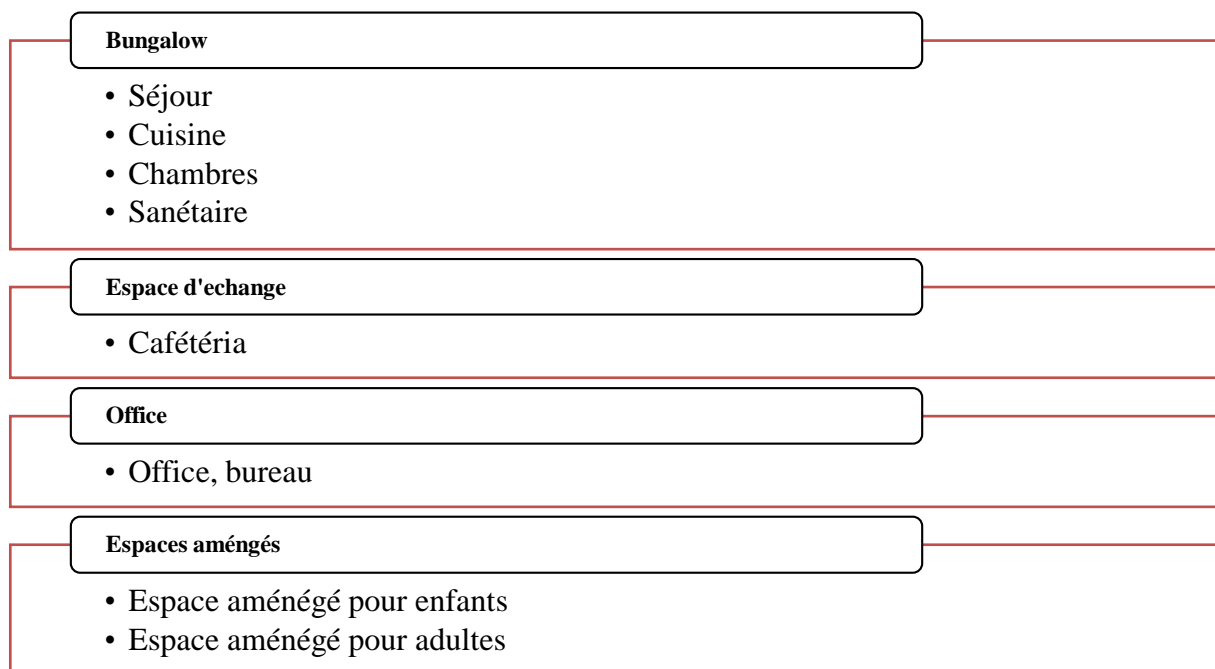 Bungalow
• Séjour
• Cuisine
• Chambres
• Sanétaire
Espace d'echange
• Cafétéria
Office
• Office, bureau
Espaces améngés
• Espace aménégé pour enfants
• Espace aménégé pour adultes